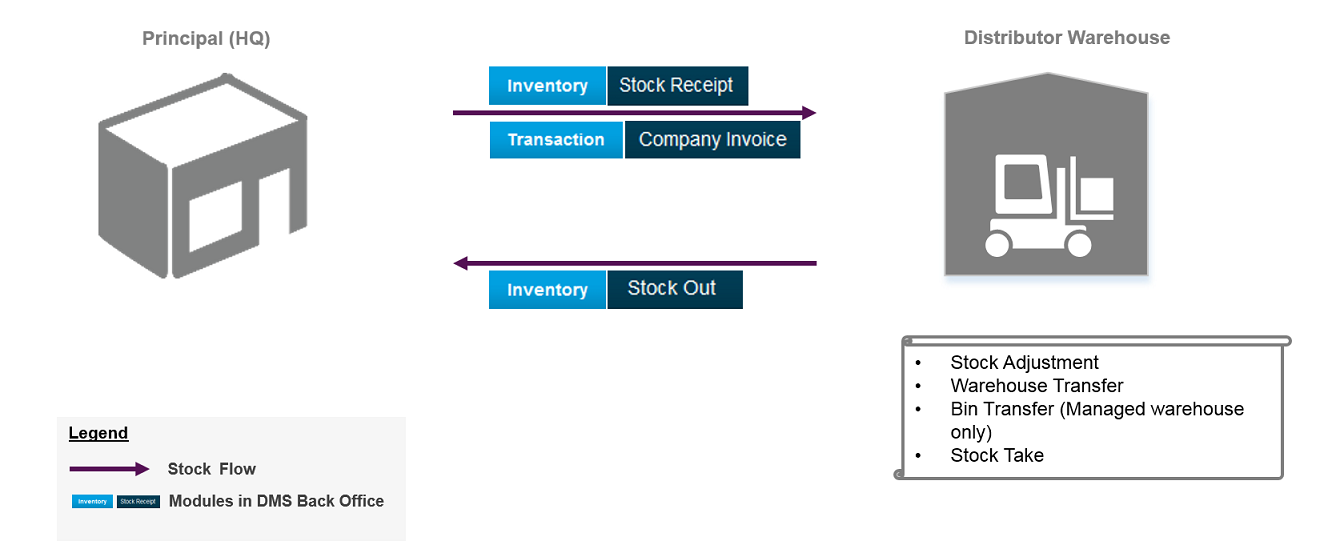 Principal (HQ)
Distributor Warehouse
Inventory Stock Receipt
Transaction Company Invoice
Inventory Stock Out
• Stock Adjustment
• Warehouse Transfer
• Bin Transfer (Managed warehouse
only)
• Stock Take
Legend
Stock Flow
Inventory Stock Receipt Modules in DMS Back Office